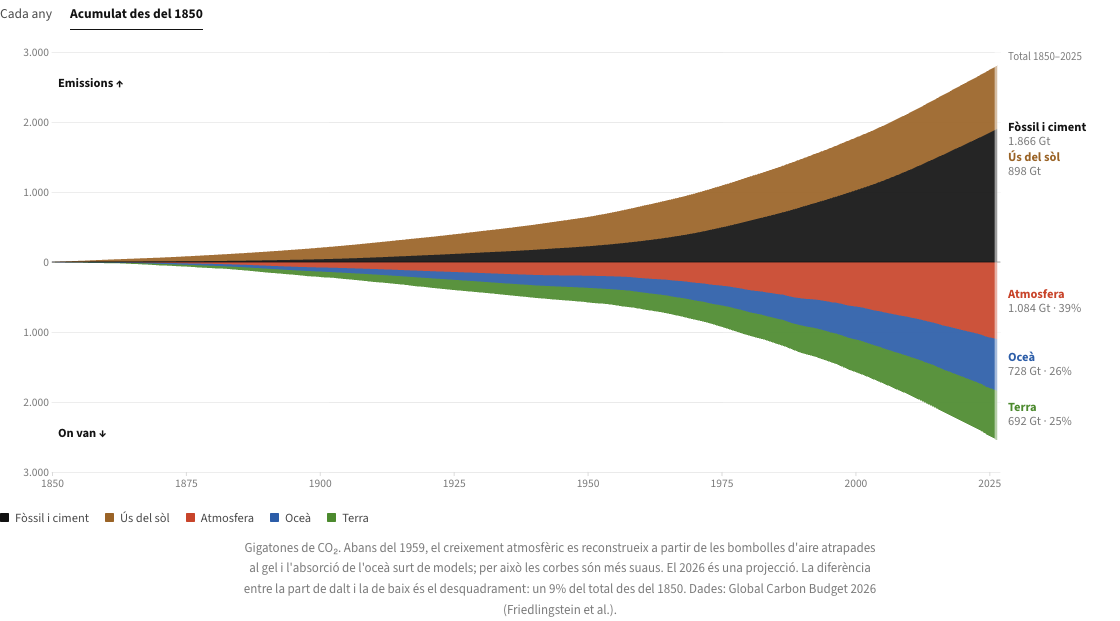 Cada any Acumulat des del 1850
3.000
Total 1850–2025
Emissions ↑
2.000
Fòssil i ciment
1.866 Gt
Ús del sòl
898 Gt
1.000
0
Atmosfera
1.084 Gt · 39%
1.000
Oceà
728 Gt · 26%
2.000
Terra
692 Gt · 25%
On van ↓
3.000
1850 1875 1900 1925 1950 1975 2000 2025
Fòssil i ciment Ús del sòl Atmosfera Oceà Terra
Gigatones de CO₂. Abans del 1959, el creixement atmosfèric es reconstrueix a partir de les bombolles d'aire atrapades
al gel i l'absorció de l'oceà surt de models; per això les corbes són més suaus. El 2026 és una projecció. La diferència
entre la part de dalt i la de baix és el desquadrament: un 9% del total des del 1850. Dades: Global Carbon Budget 2026
(Friedlingstein et al.).